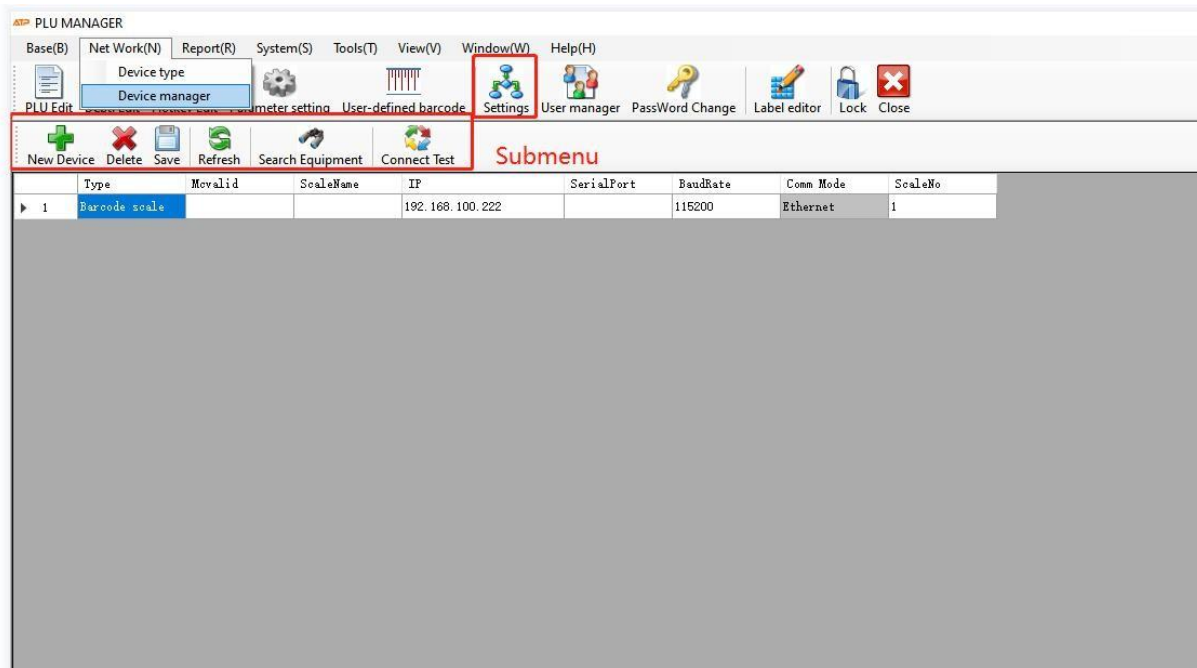 ATP PLU MANAGER
Base(B) Net Work(N) Report(R) System(S) Tools(T) View(V) Window(W) Help(H)
Device type
Device manager
PLU Edit setting User-defined barcode Settings User manager PassWord Change Label editor Lock Close
New Device Delete Save Refresh Search Equipment Connect Test
Submenu
Type Mcvalid ScaleName IP SerialPort BaudRate Comm Mode ScaleNo
1 Barcode scale 192.168.100.222 115200 Ethernet 1